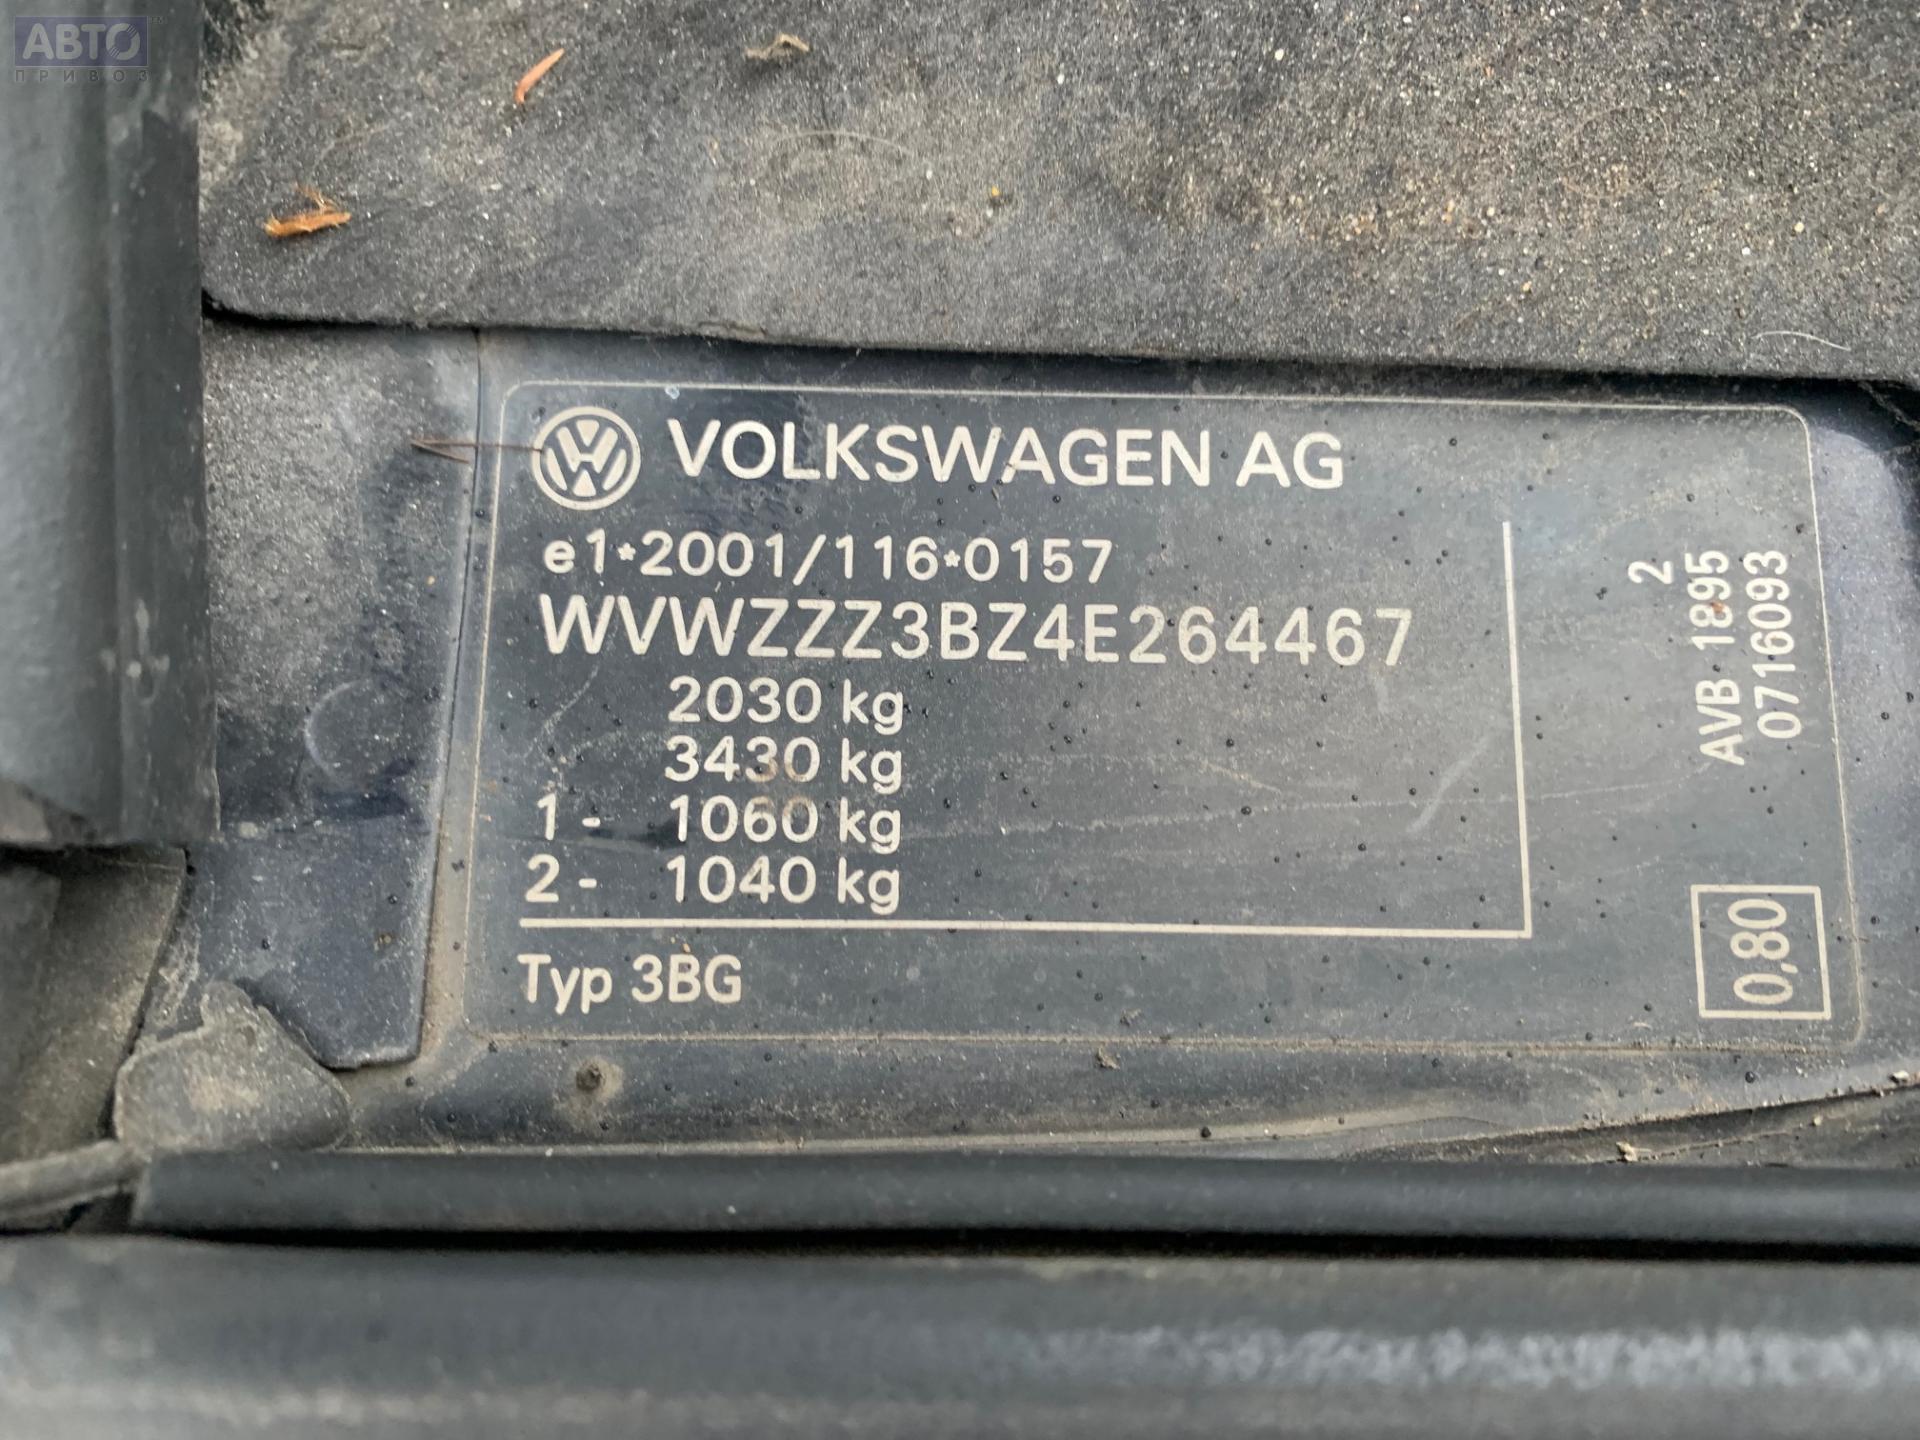 АВТО
ПРИВОЗ
VOLKSWAGEN AG
e1*2001/116*0157
WVWZZZ3BZ4E264467
2030 kg
3430 kg
1 - 1060 kg
2 - 1040 kg
Typ 3BG
2
AVB 1895
0716093
0,80